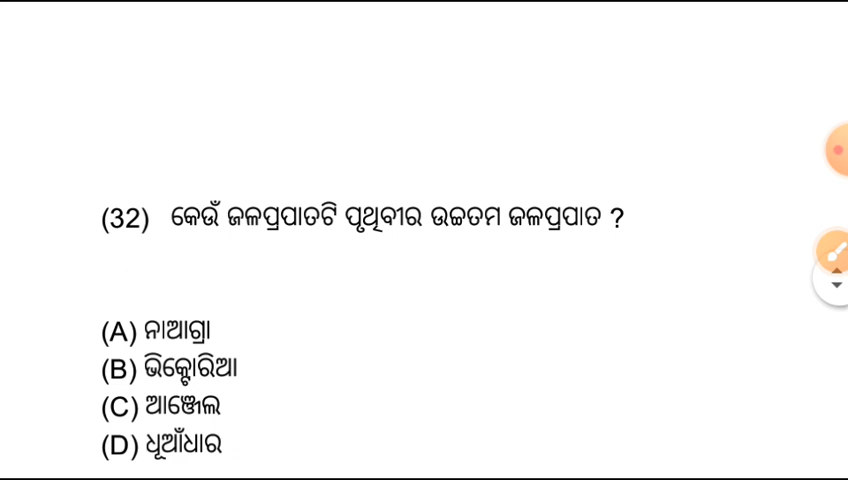 (32) କେଉଁ ଜଳପ୍ରପାତଟି ପୃଥିବୀର ଉଚ୍ଚତମ ଜଳପ୍ରପାତ ?
(A) ନାଆଗ୍ରା
(B) ଭିକ୍ଟୋରିଆ
(C) ଆଞ୍ଜେଲ
(D) ଧୂଆଁଧାର